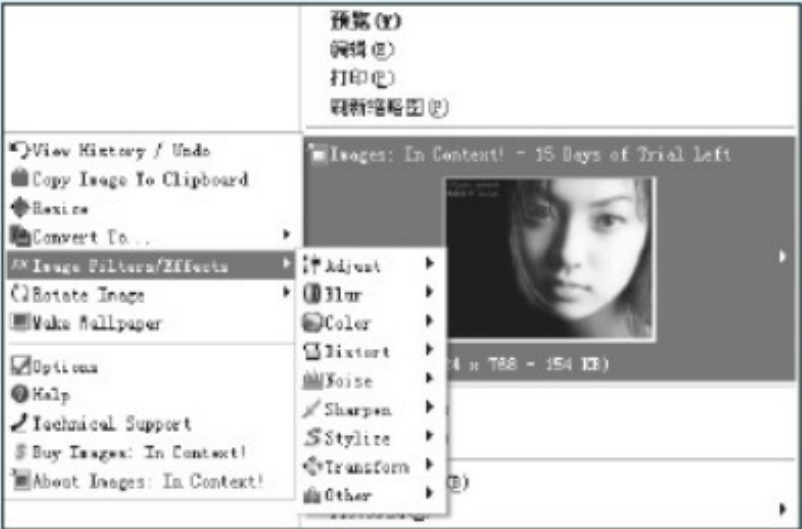 预览(V)
编辑(E)
打印(P)
刷新缩略图(F)
Images: In Context! - 15 Days of Trial Left
View History / Undo
Copy Image To Clipboard
Resize
Convert To...
Image Filters/Effects
Rotate Image
Make Wallpaper
Options
Help
Technical Support
Buy Images: In Context!
About Images: In Context!
Adjust
Blur
Color
Distort
Noise
Sharpen
Stylize
Transform
Other
x 768 - 154 KB)